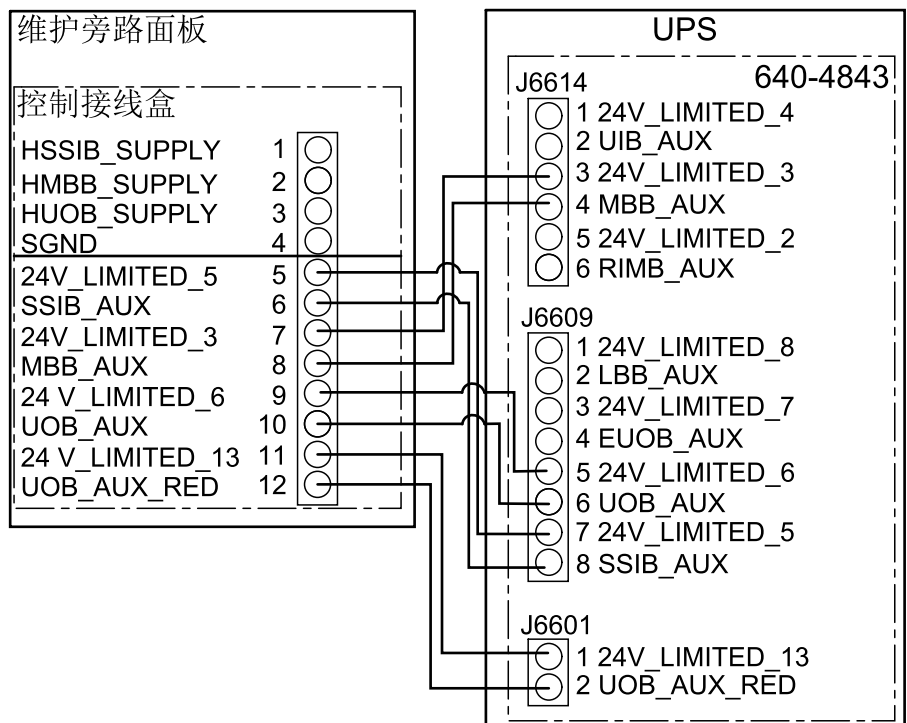 维护旁路面板
控制接线盒
HSSIB_SUPPLY 1
HMBB_SUPPLY 2
HUOB_SUPPLY 3
SGND 4
24V_LIMITED_5 5
SSIB_AUX 6
24V_LIMITED_3 7
MBB_AUX 8
24 V_LIMITED_6 9
UOB_AUX 10
24 V_LIMITED_13 11
UOB_AUX_RED 12
UPS
640-4843
J6614
1 24V_LIMITED_4
2 UIB_AUX
3 24V_LIMITED_3
4 MBB_AUX
5 24V_LIMITED_2
6 RIMB_AUX
J6609
1 24V_LIMITED_8
2 LBB_AUX
3 24V_LIMITED_7
4 EUOB_AUX
5 24V_LIMITED_6
6 UOB_AUX
7 24V_LIMITED_5
8 SSIB_AUX
J6601
1 24V_LIMITED_13
2 UOB_AUX_RED